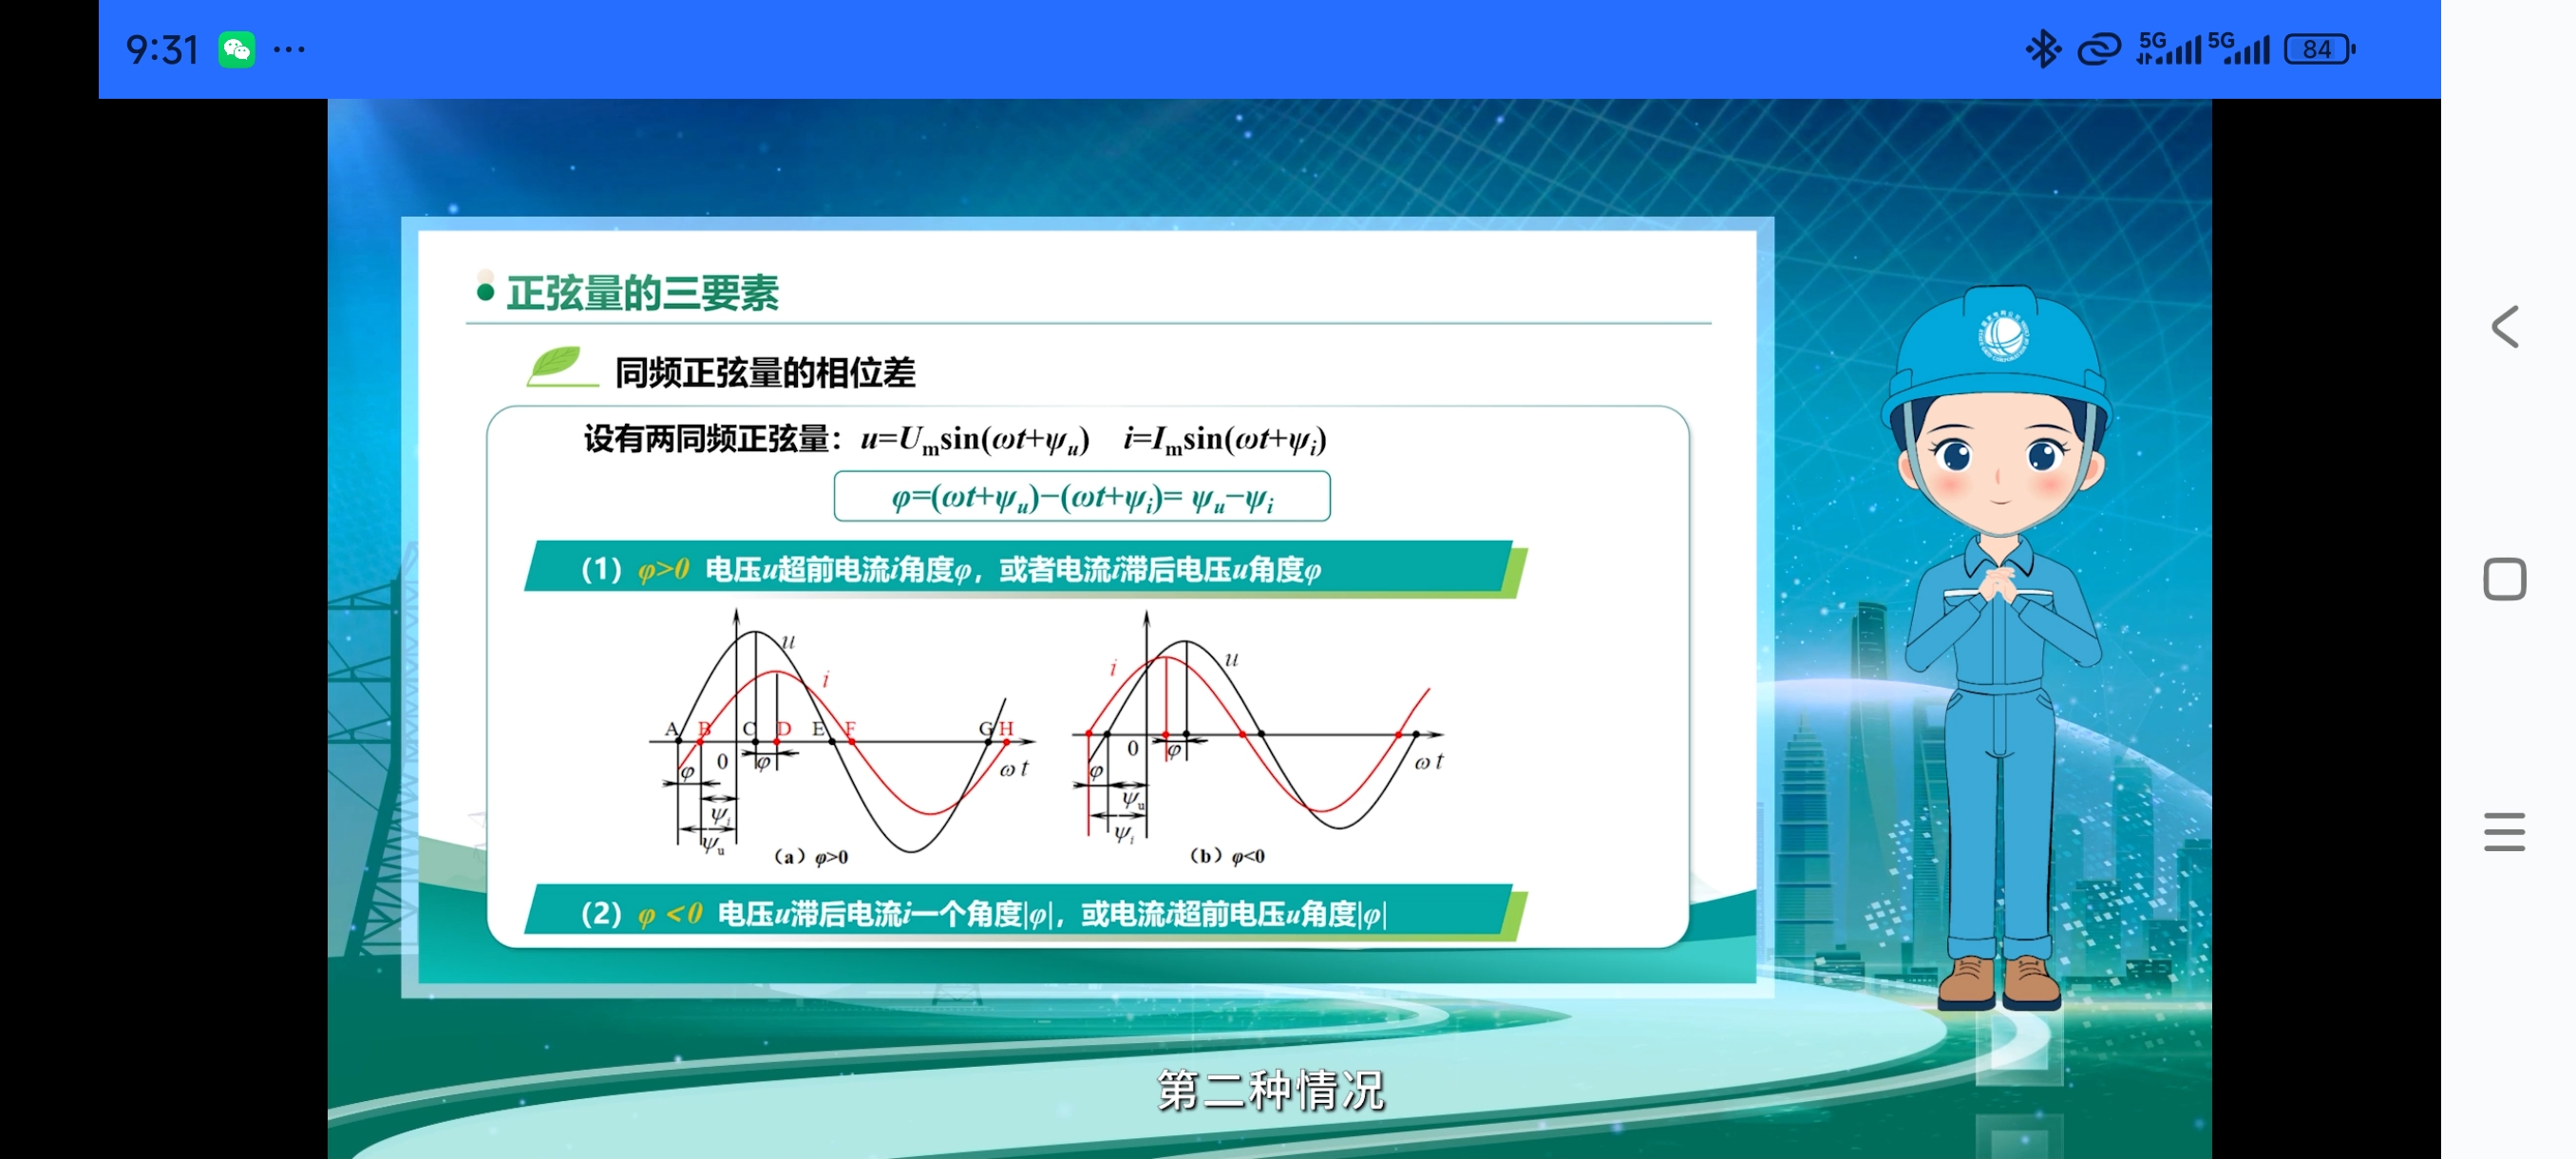 9:31
5G 5G 84
正弦量的三要素
同频正弦量的相位差
设有两同频正弦量：u=Uₘsin(ωt+ψᵤ) i=Iₘsin(ωt+ψᵢ)
φ=(ωt+ψᵤ)−(ωt+ψᵢ)= ψᵤ−ψᵢ
（1）φ>0 电压u超前电流i角度φ，或者电流i滞后电压u角度φ
u
i
A B C D E F G H
0 φ
φ
ω t
ψᵢ
ψᵤ
（a）φ>0
i
u
0 φ
φ
ω t
ψᵤ
ψᵢ
（b）φ<0
（2）φ <0 电压u滞后电流i一个角度|φ|，或电流i超前电压u角度|φ|
第二种情况